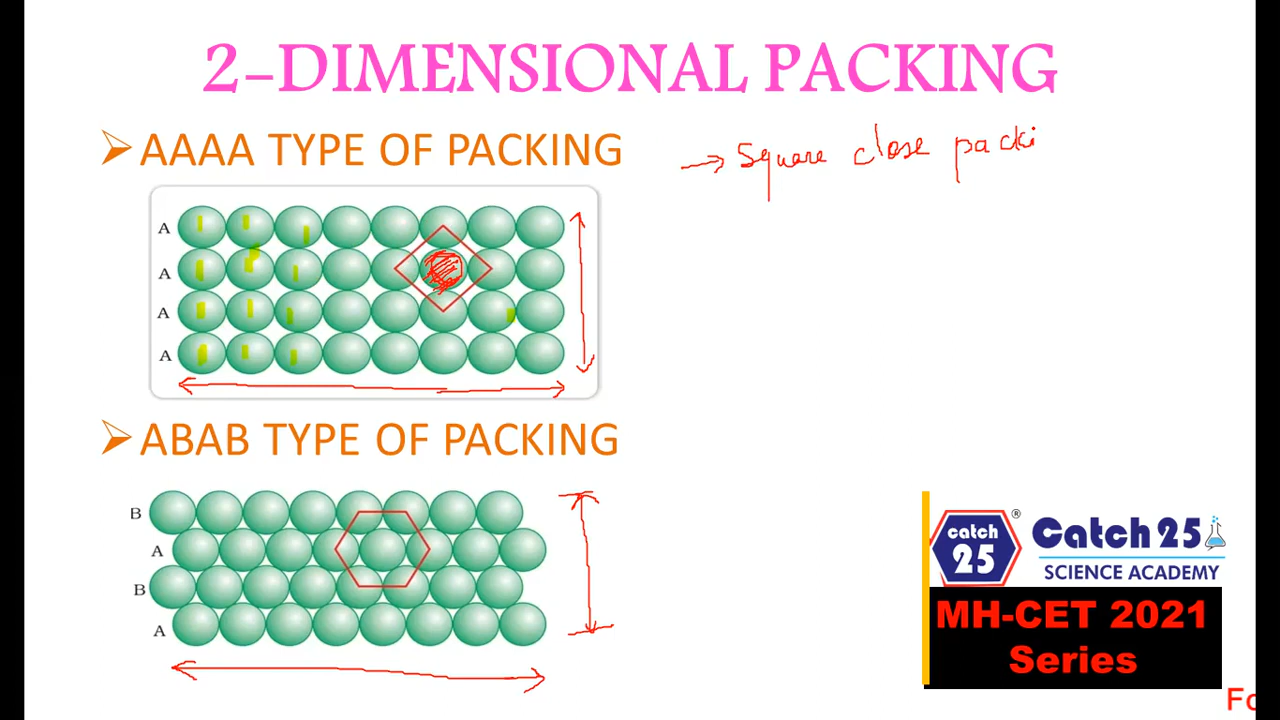 2-DIMENSIONAL PACKING
AAAA TYPE OF PACKING
→ Square close packi
A
A
A
A
ABAB TYPE OF PACKING
B
A
B
A
catch
25
®
Catch 25
SCIENCE ACADEMY
MH-CET 2021
Series
Fo